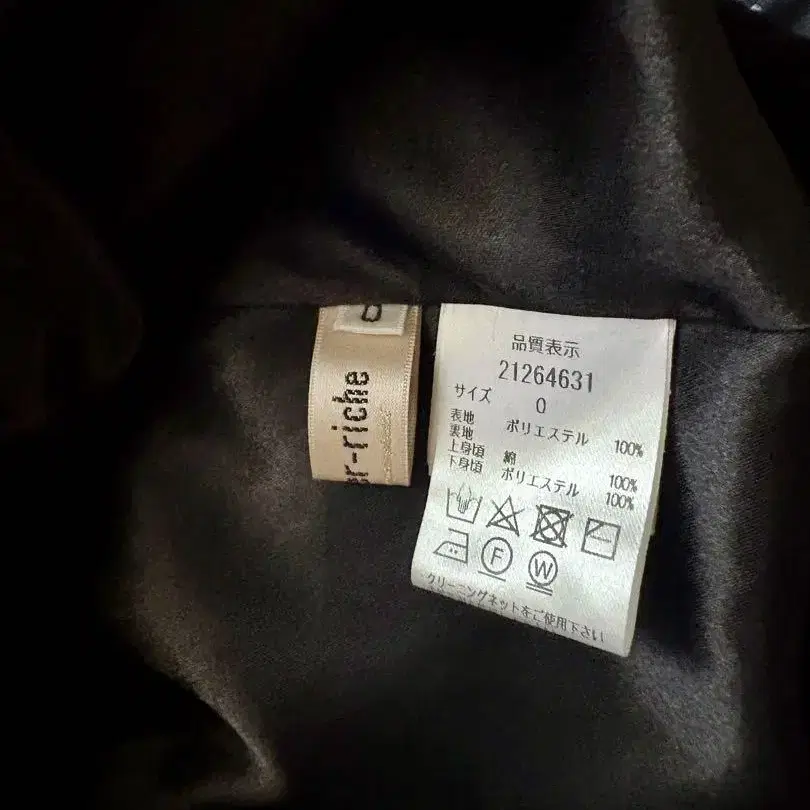 er-riche
0
品質表示
21264631
サイズ
0
表地 ポリエステル 100%
裏地
上身頃 綿 100%
下身頃 ポリエステル 100%
F
W
クリーニングネットをご使用下さい